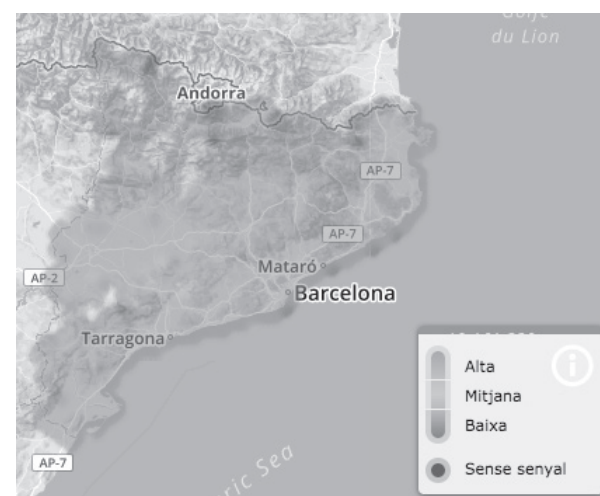 du Lion
Andorra
AP-7
AP-7
Mataró
AP-2
Barcelona
Tarragona
Alta
Mitjana
Baixa
AP-7
Sense senyal
ric Sea